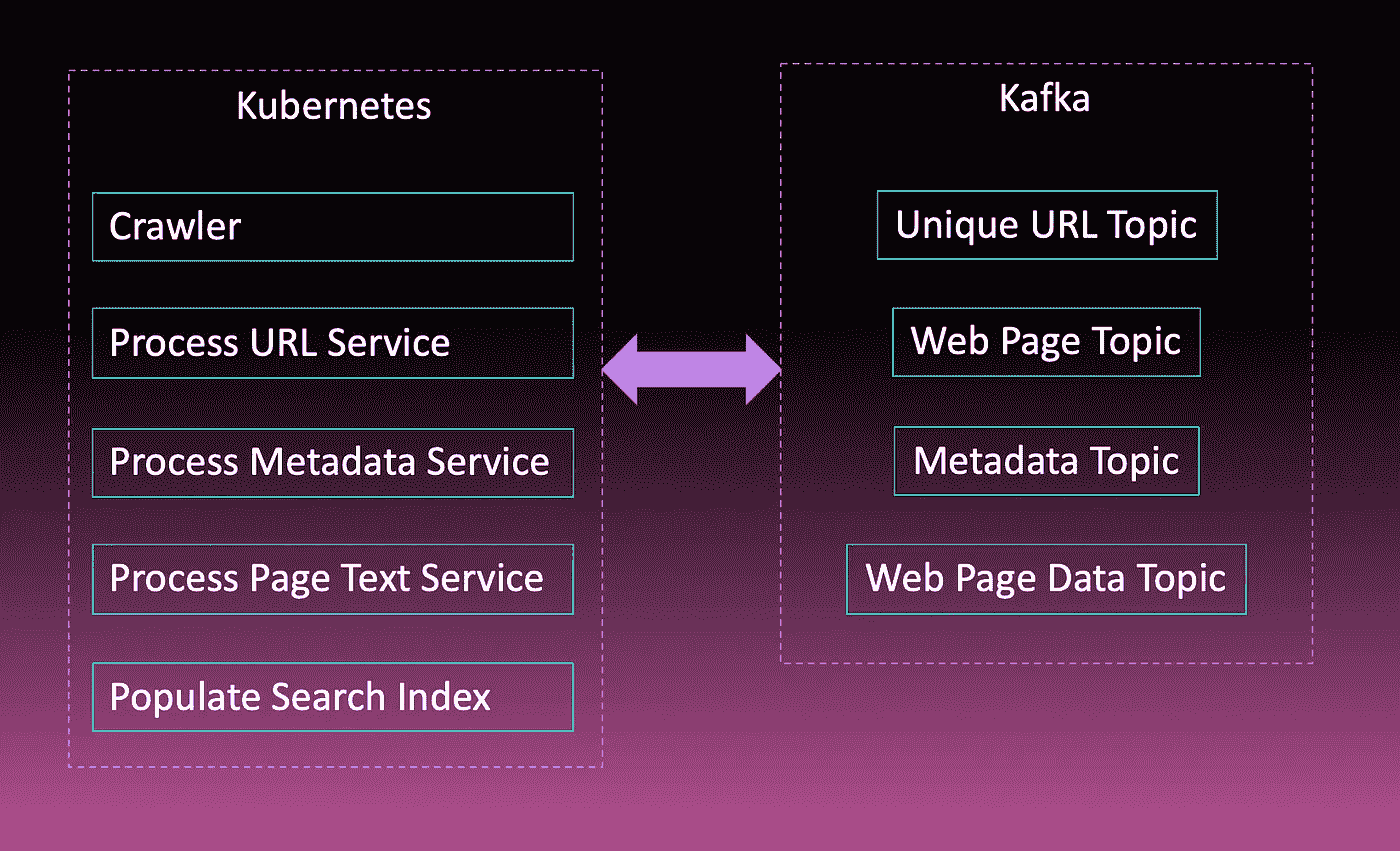 Kubernetes
Crawler
Process URL Service
Process Metadata Service
Process Page Text Service
Populate Search Index
Kafka
Unique URL Topic
Web Page Topic
Metadata Topic
Web Page Data Topic